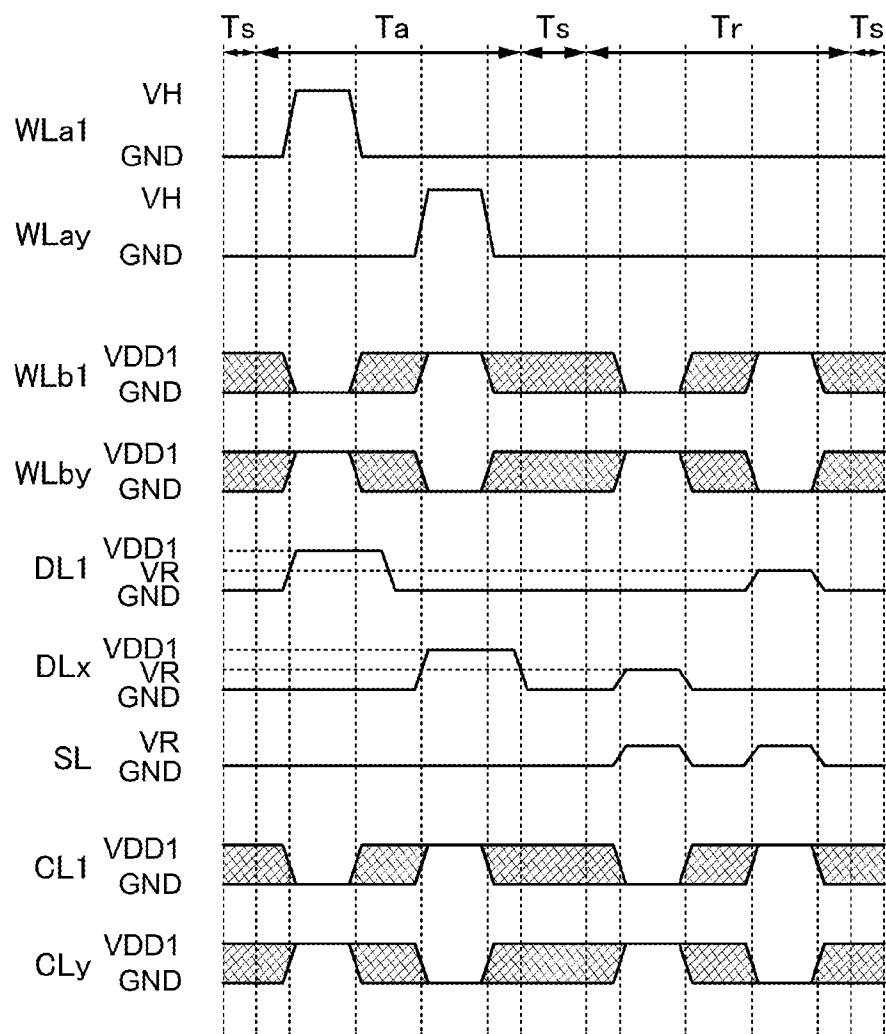 Ts Ta Ts Tr Ts
VH
WLa1
GND
VH
WLay
GND
VDD1
WLb1
GND
VDD1
WLby
GND
VDD1
DL1
VR
GND
VDD1
DLx
VR
GND
VR
SL
GND
VDD1
CL1
GND
VDD1
CLy
GND